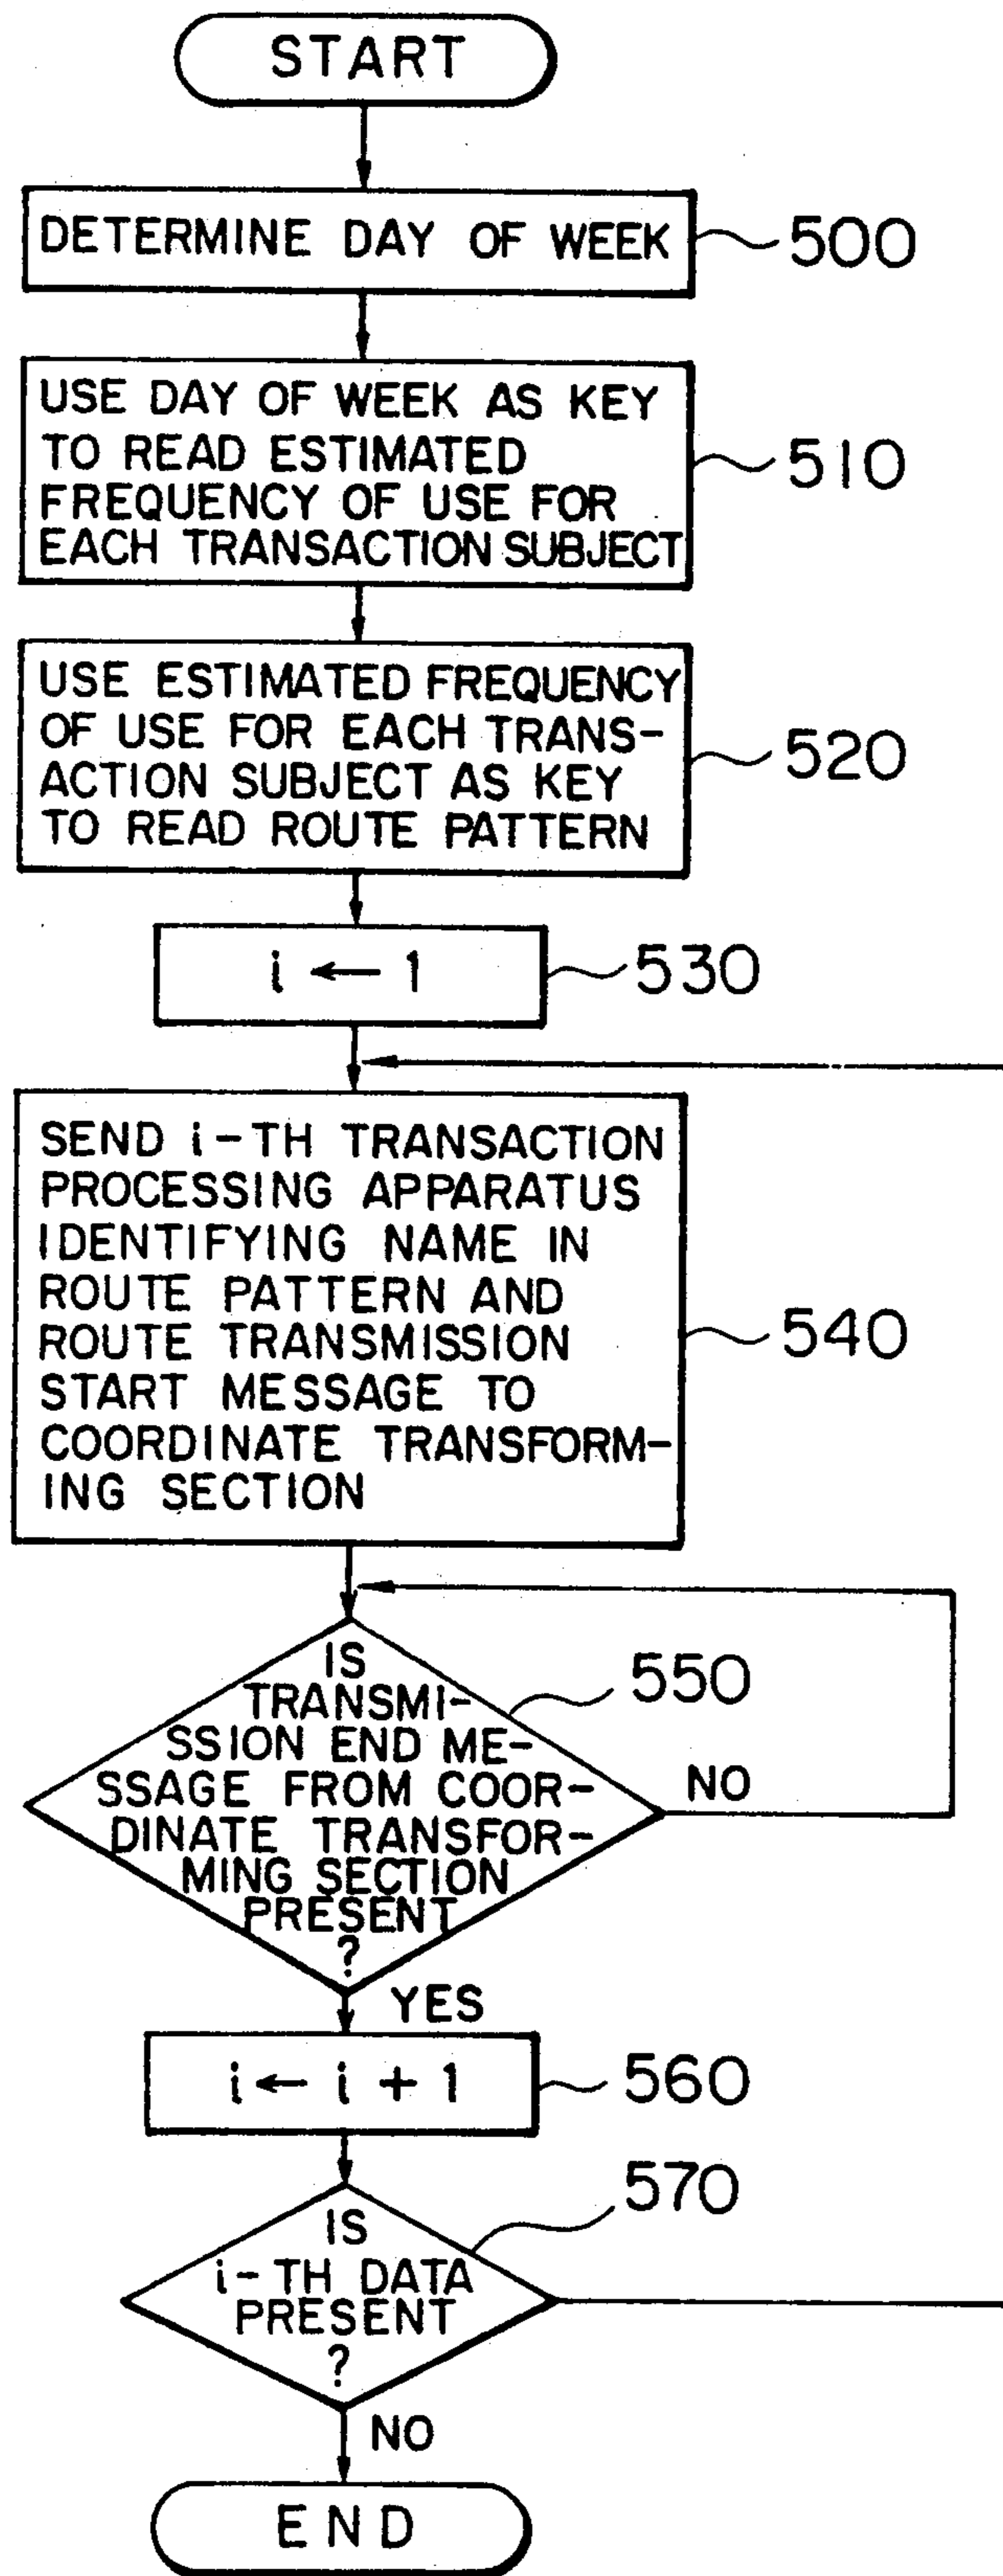 START
DETERMINE DAY OF WEEK
500
USE DAY OF WEEK AS KEY
TO READ ESTIMATED
FREQUENCY OF USE FOR
EACH TRANSACTION SUBJECT
510
USE ESTIMATED FREQUENCY
OF USE FOR EACH TRANS-
ACTION SUBJECT AS KEY
TO READ ROUTE PATTERN
520
i ← 1
530
SEND i-TH TRANSACTION
PROCESSING APPARATUS
IDENTIFYING NAME IN
ROUTE PATTERN AND
ROUTE TRANSMISSION
START MESSAGE TO
COORDINATE TRANSFORM-
ING SECTION
540
IS
TRANSMI-
SSION END ME-
SSAGE FROM COOR-
DINATE TRANSFOR-
MING SECTION
PRESENT
?
550
NO
YES
i ← i + 1
560
IS
i-TH DATA
PRESENT
?
570
NO
END